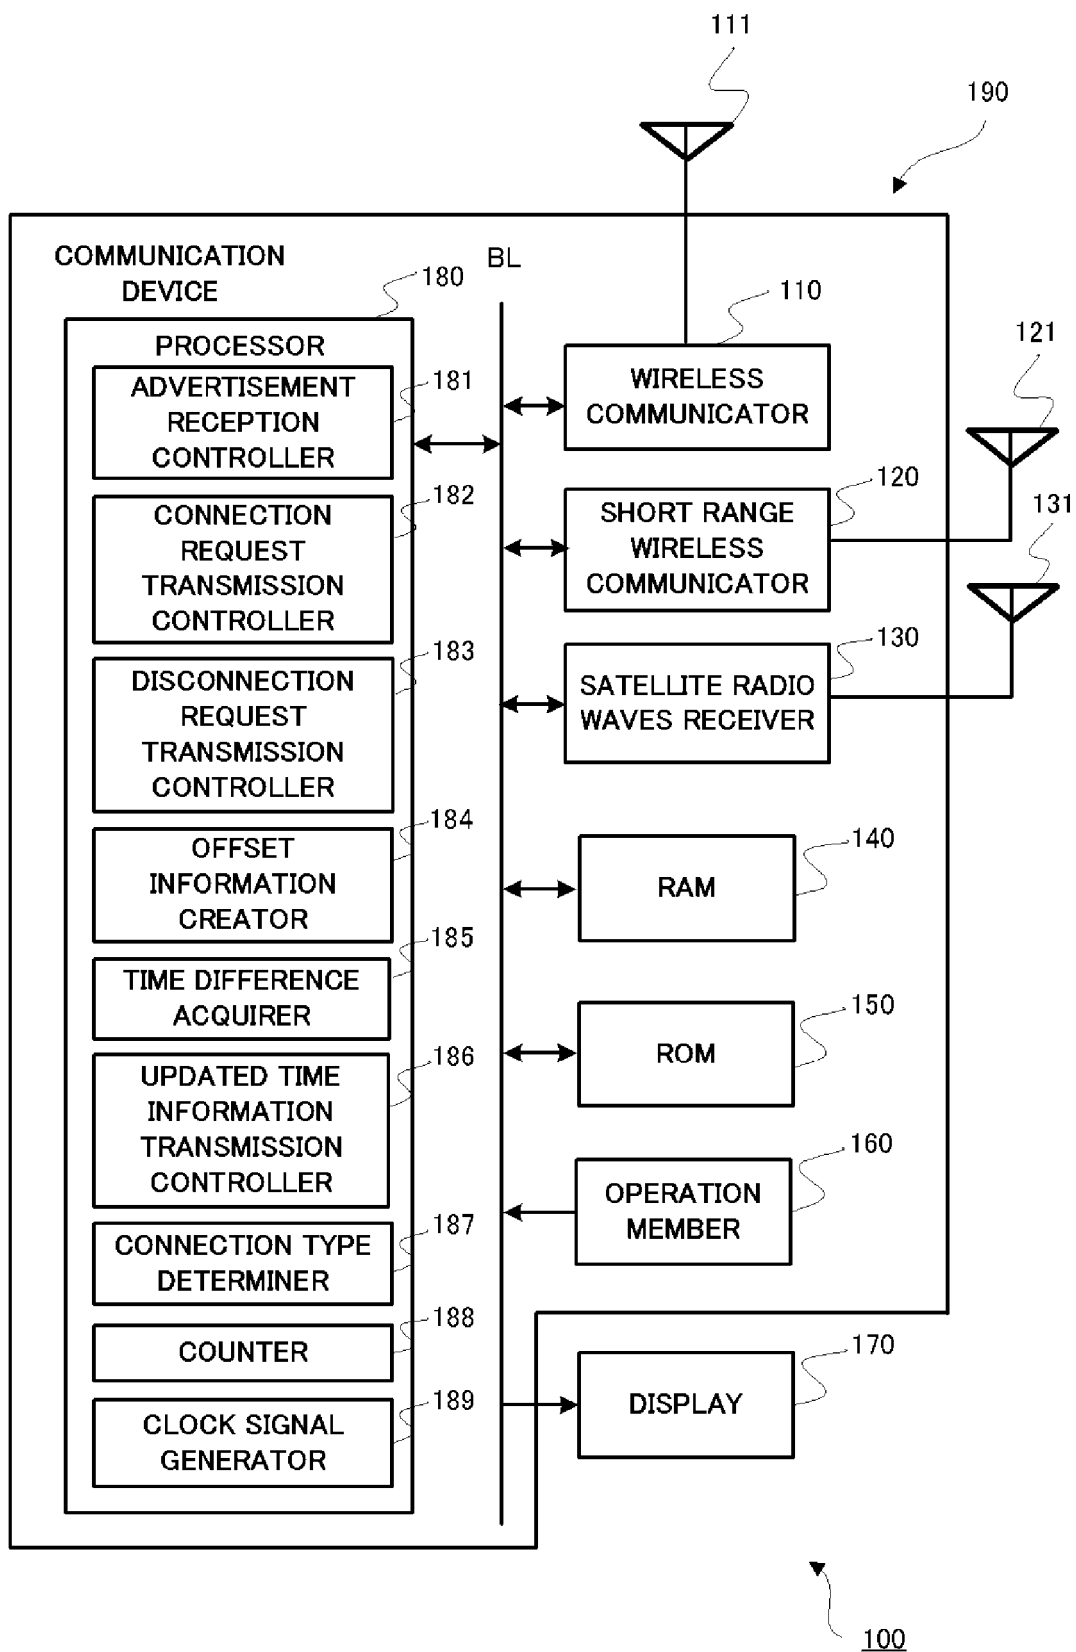 111
190
COMMUNICATION
DEVICE
BL
180
110
PROCESSOR
121
ADVERTISEMENT
RECEPTION
CONTROLLER
181
WIRELESS
COMMUNICATOR
182
120
131
CONNECTION
REQUEST
TRANSMISSION
CONTROLLER
SHORT RANGE
WIRELESS
COMMUNICATOR
183
130
DISCONNECTION
REQUEST
TRANSMISSION
CONTROLLER
SATELLITE RADIO
WAVES RECEIVER
184
140
OFFSET
INFORMATION
CREATOR
RAM
185
TIME DIFFERENCE
ACQUIRER
150
186
ROM
UPDATED TIME
INFORMATION
TRANSMISSION
CONTROLLER
160
OPERATION
MEMBER
187
CONNECTION TYPE
DETERMINER
188
COUNTER
170
189
DISPLAY
CLOCK SIGNAL
GENERATOR
100